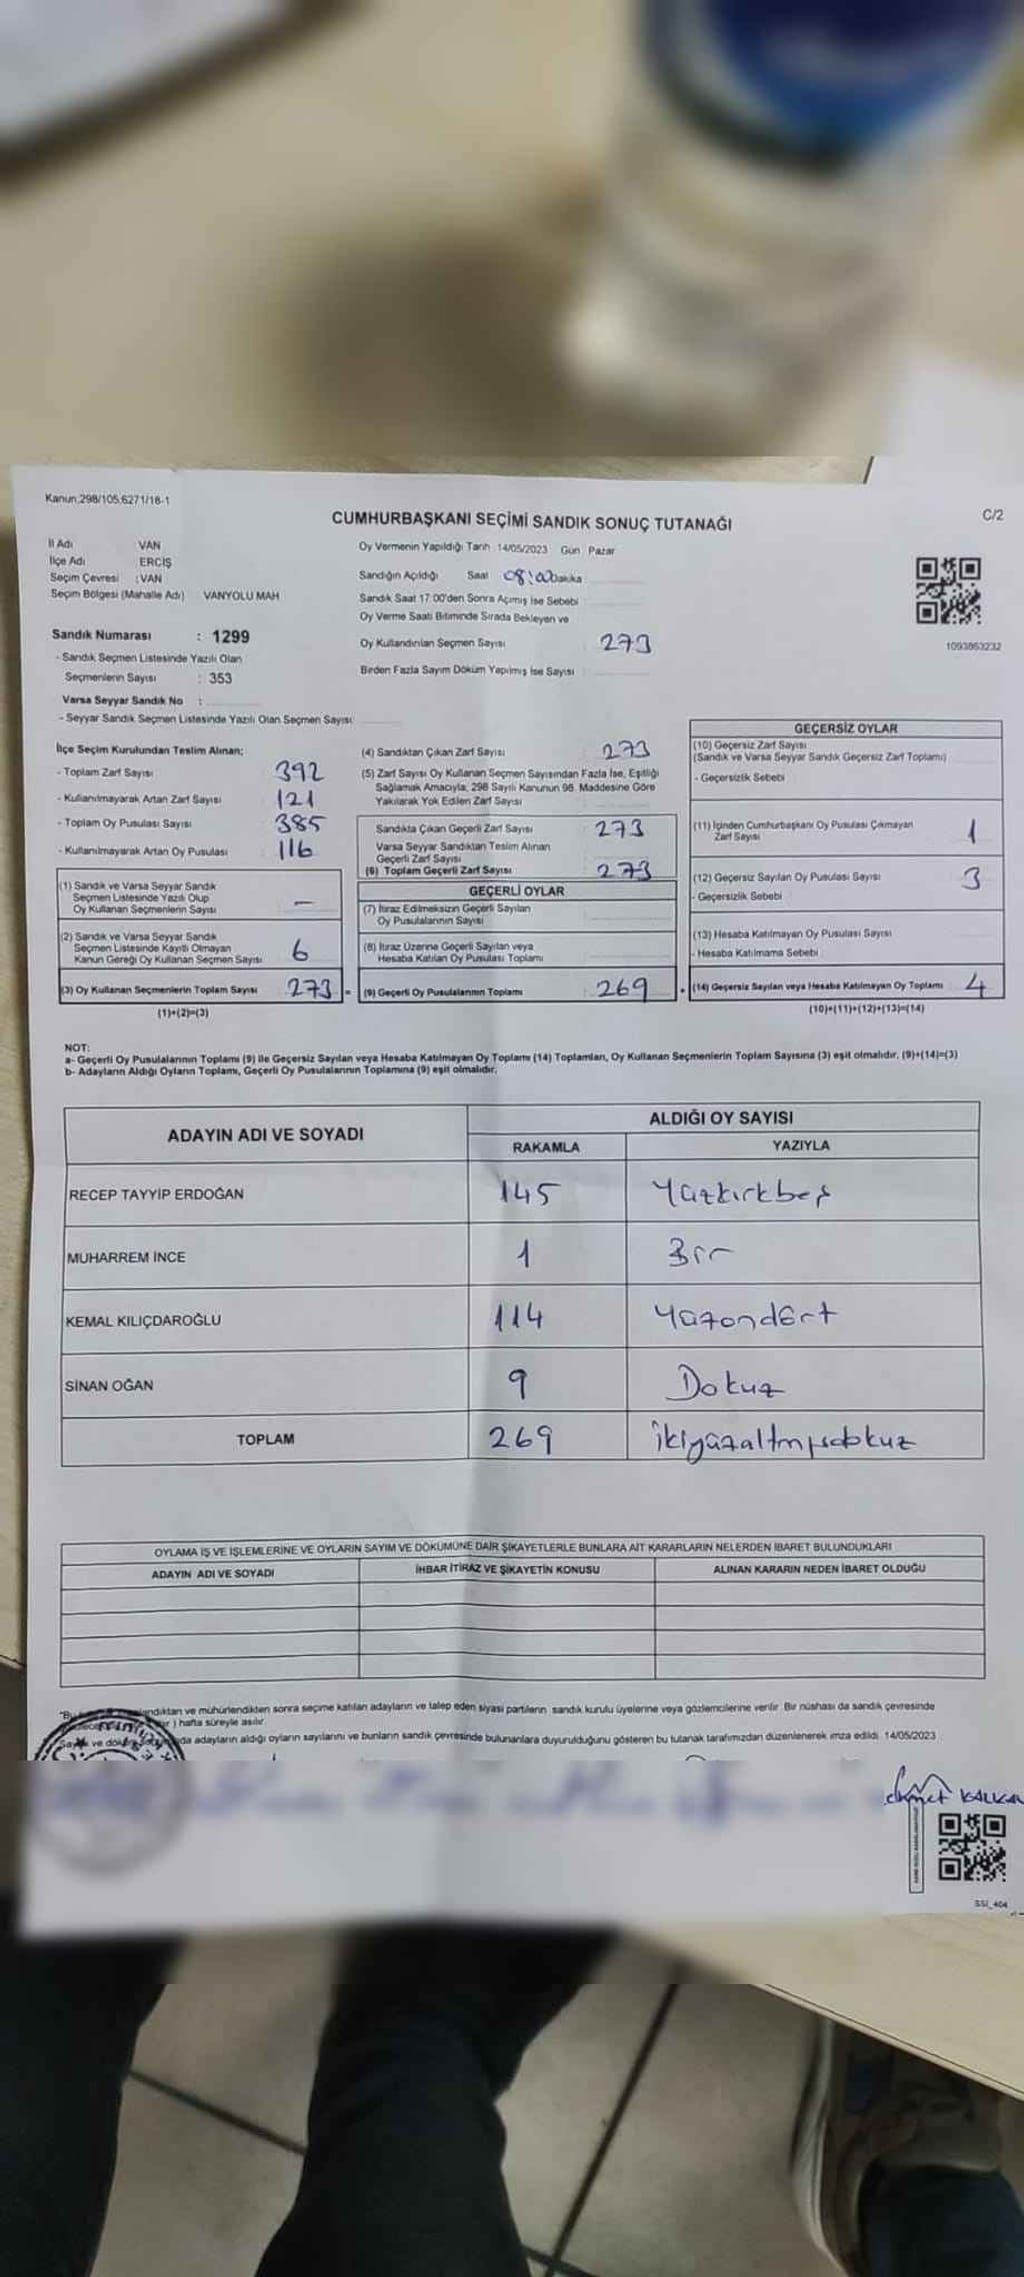 Kanun.298/105,6271/16-1
C/2
CUMHURBAŞKANI SEÇİMİ SANDIK SONUÇ TUTANAĞI
İl Adı VAN
İlçe Adı ERCİŞ
Seçim Çevresi : VAN
Seçim Bölgesi (Mahalle Adı) VANYOLU MAH
Oy Vermenin Yapıldığı Tarih 14/05/2023 Gün Pazar
Sandığın Açıldığı Saat 08:00 Dakika
Sandık Saat 17:00'den Sonra Açımış İse Sebebi
Oy Verme Saati Bitiminde Sırada Bekleyen ve
Oy Kullandırılan Seçmen Sayısı 273
Birden Fazla Sayım Döküm Yapılmış İse Sayısı
1093863232
Sandık Numarası : 1299
- Sandık Seçmen Listesinde Yazılı Olan
Seçmenlerin Sayısı : 353
Varsa Seyyar Sandık No :
- Seyyar Sandık Seçmen Listesinde Yazılı Olan Seçmen Sayısı:
İlçe Seçim Kurulundan Teslim Alınan;
- Toplam Zarf Sayısı 392
- Kullanılmayarak Artan Zarf Sayısı 121
- Toplam Oy Pusulası Sayısı 385
- Kullanılmayarak Artan Oy Pusulası 116
(1) Sandık ve Varsa Seyyar Sandık
Seçmen Listesinde Yazılı Olup
Oy Kullanan Seçmenlerin Sayısı –
(2) Sandık ve Varsa Seyyar Sandık
Seçmen Listesinde Kayıtlı Olmayan
Kanun Gereği Oy Kullanan Seçmen Sayısı 6
(3) Oy Kullanan Seçmenlerin Toplam Sayısı 273 =
(1)+(2)=(3)
(4) Sandıktan Çıkan Zarf Sayısı 273
(5) Zarf Sayısı Oy Kullanan Seçmen Sayısından Fazla İse, Eşitliği
Sağlamak Amacıyla, 298 Sayılı Kanunun 98. Maddesine Göre
Yakılarak Yok Edilen Zarf Sayısı
Sandıkta Çıkan Geçerli Zarf Sayısı 273
Varsa Seyyar Sandıktan Teslim Alınan
Geçerli Zarf Sayısı
(6) Toplam Geçerli Zarf Sayısı 273
GEÇERLİ OYLAR
(7) İtiraz Edilmeksizin Geçerli Sayılan
Oy Pusulalarının Sayısı
(8) İtiraz Üzerine Geçerli Sayılan veya
Hesaba Katılan Oy Pusulası Toplamı
(9) Geçerli Oy Pusulalarının Toplamı 269 +
GEÇERSİZ OYLAR
(10) Geçersiz Zarf Sayısı
(Sandık ve Varsa Seyyar Sandık Geçersiz Zarf Toplamı)
- Geçersizlik Sebebi
(11) İçinden Cumhurbaşkanı Oy Pusulası Çıkmayan
Zarf Sayısı 1
(12) Geçersiz Sayılan Oy Pusulası Sayısı 3
- Geçersizlik Sebebi
(13) Hesaba Katılmayan Oy Pusulası Sayısı
- Hesaba Katılmama Sebebi
(14) Geçersiz Sayılan veya Hesaba Katılmayan Oy Toplamı 4
(10)+(11)+(12)+(13)=(14)
NOT:
a- Geçerli Oy Pusulalarının Toplamı (9) ile Geçersiz Sayılan veya Hesaba Katılmayan Oy Toplamı (14) Toplamları, Oy Kullanan Seçmenlerin Toplam Sayısına (3) eşit olmalıdır. (9)+(14)=(3)
b- Adayların Aldığı Oyların Toplamı, Geçerli Oy Pusulalarının Toplamına (9) eşit olmalıdır.
ADAYIN ADI VE SOYADI
ALDIĞI OY SAYISI
RAKAMLA YAZIYLA
RECEP TAYYİP ERDOĞAN 145 Yüzkırkbeş
MUHARREM İNCE 1 Bir
KEMAL KILIÇDAROĞLU 114 Yüzondört
SİNAN OĞAN 9 Dokuz
TOPLAM 269 ikiyüzaltmışdokuz
OYLAMA İŞ VE İŞLEMLERİNE VE OYLARIN SAYIM VE DÖKÜMÜNE DAİR ŞİKAYETLERLE BUNLARA AİT KARARLARIN NELERDEN İBARET BULUNDUKLARI
ADAYIN ADI VE SOYADI İHBAR İTİRAZ VE ŞİKAYETİN KONUSU ALINAN KARARIN NEDEN İBARET OLDUĞU
ve mühürlendikten sonra seçime katılan adayların ve talep eden siyasi partilerin sandık kurulu üyelerine veya gözlemcilerine verilir. Bir nüshası da sandık çevresinde
) hafta süreyle asılır.
adayların aldığı oyların sayılarını ve bunların sandık çevresinde bulunanlara duyurulduğunu gösteren bu tutanak tarafımızdan düzenlenerek imza edildi. 14/05/2023
SSİ_404